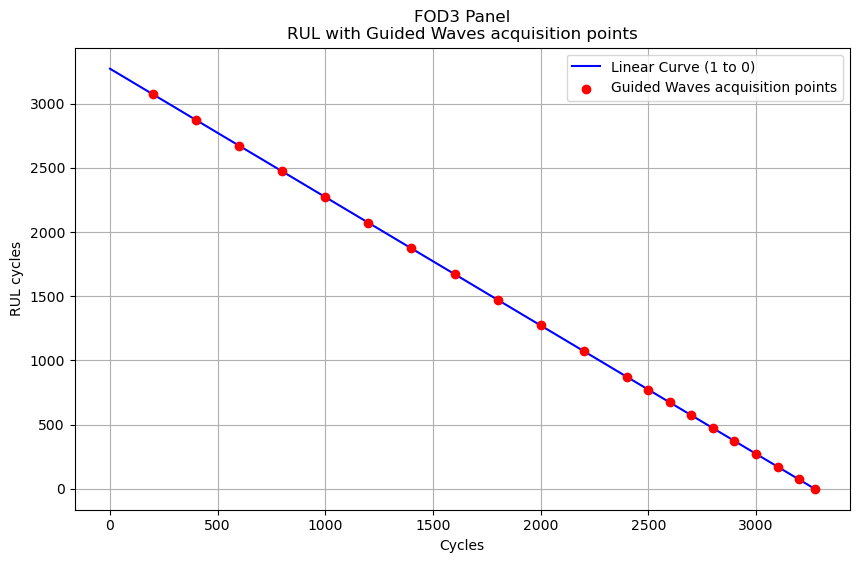 FOD3 Panel
RUL with Guided Waves acquisition points
Linear Curve (1 to 0)
Guided Waves acquisition points
RUL cycles
3000
2500
2000
1500
1000
500
0
0 500 1000 1500 2000 2500 3000
Cycles